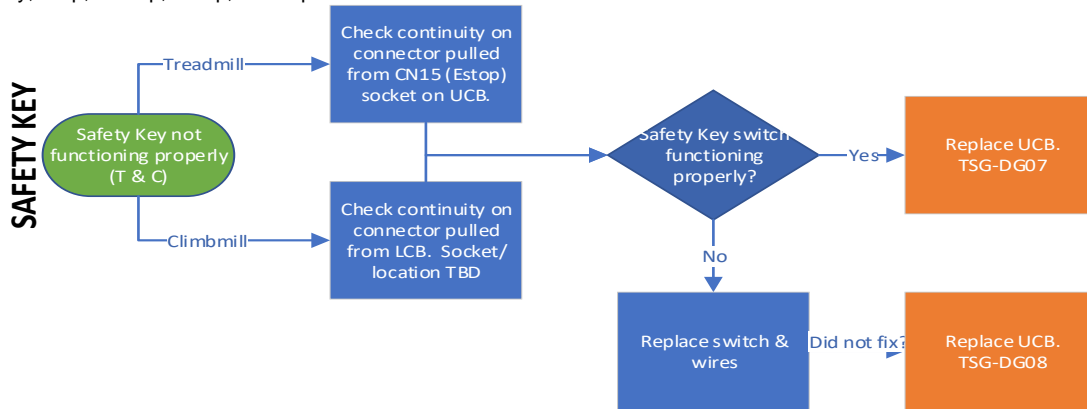 SAFETY KEY
Safety Key not
functioning properly
(T & C)
Treadmill
Check continuity on
connector pulled
from CN15 (Estop)
socket on UCB.
Climbmill
Check continuity on
connector pulled
from LCB. Socket/
location TBD
Safety Key switch
functioning
properly?
Yes
Replace UCB.
TSG-DG07
No
Replace switch &
wires
Did not fix?
Replace UCB.
TSG-DG08